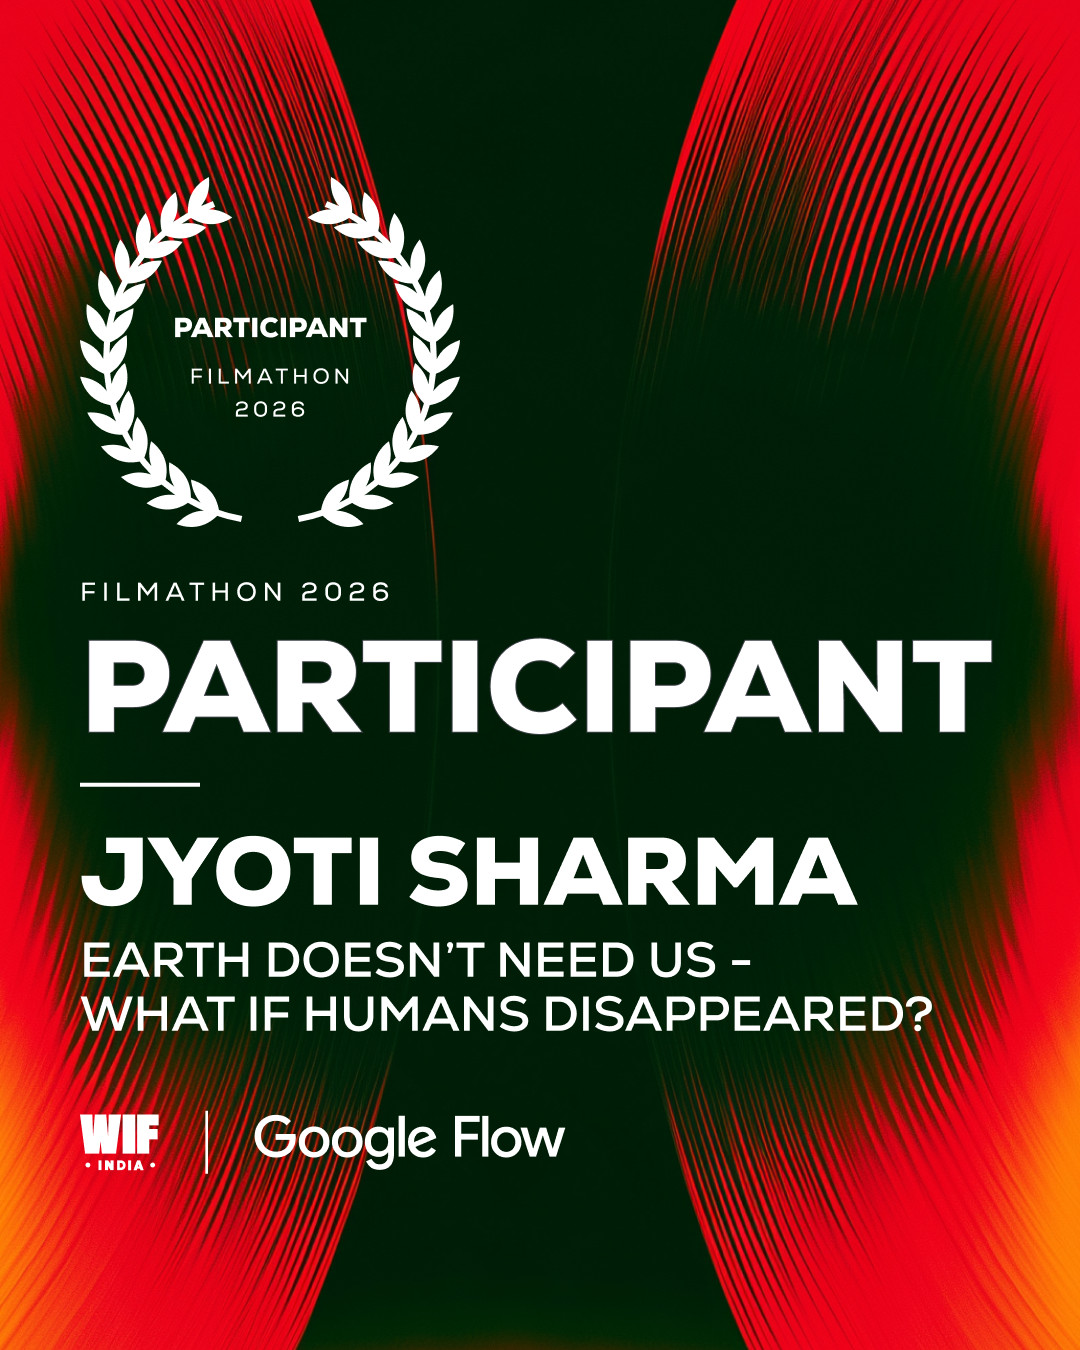 PARTICIPANT
FILMATHON
2026
FILMATHON 2026
PARTICIPANT
JYOTI SHARMA
EARTH DOESN’T NEED US –
WHAT IF HUMANS DISAPPEARED?
WIF
• INDIA •
Google Flow